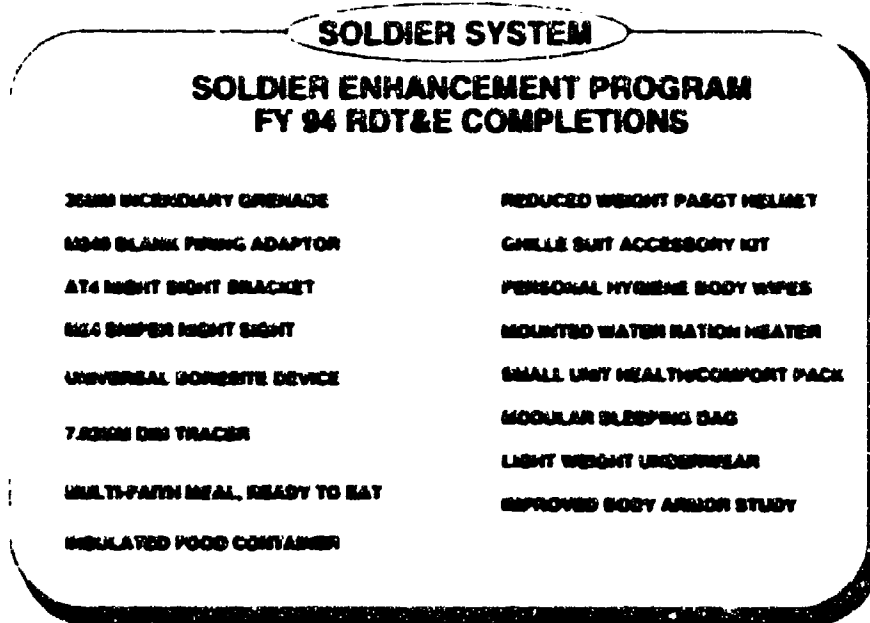 SOLDIER SYSTEM
SOLDIER ENHANCEMENT PROGRAM
FY 94 RDT&E COMPLETIONS
INCENDIARY GRENADE
BLANK FIRING ADAPTOR
AT4 NIGHT SIGHT BRACKET
SNIPER NIGHT SIGHT
UNIVERSAL BORESITE DEVICE
DIM TRACER
MULTI-FAITH MEAL, READY TO EAT
INSULATED FOOD CONTAINER
REDUCED WEIGHT PASGT HELMET
GHILLE SUIT ACCESSORY KIT
PERSONAL HYGIENE BODY WIPES
MOUNTED WATER RATION HEATER
SMALL UNIT HEALTH/COMFORT PACK
MODULAR SLEEPING BAG
LIGHT WEIGHT UNDERWEAR
IMPROVED BODY ARMOR STUDY